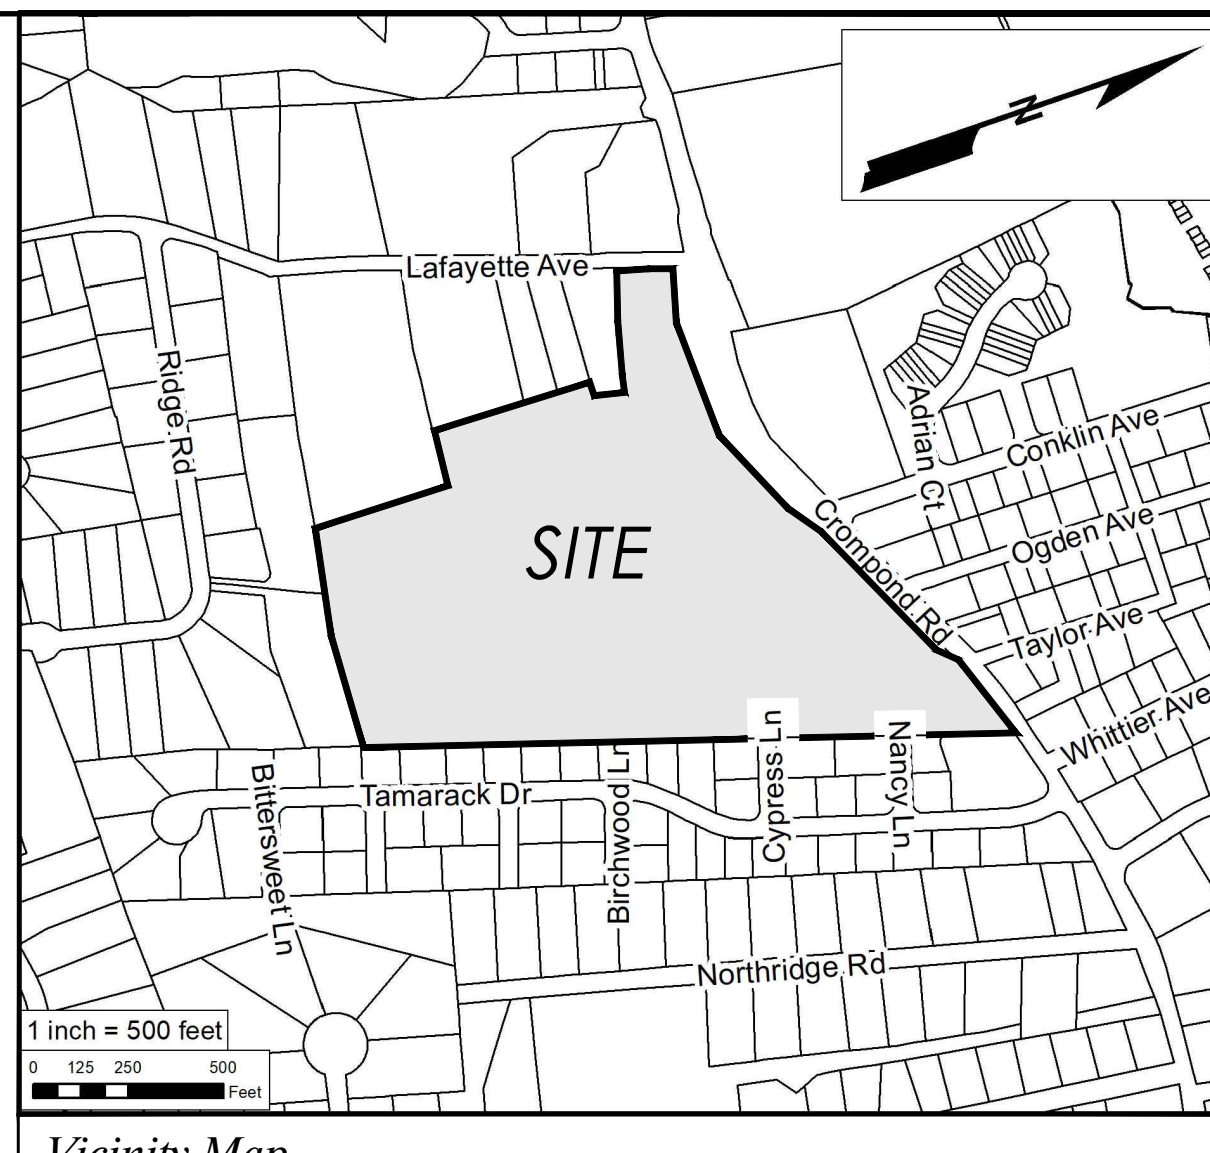 N
Lafayette Ave
Ridge Rd
Adrian Ct
Conklin Ave
SITE
Crompond Rd
Ogden Ave
Taylor Ave
Whittier Ave
Cypress Ln
Nancy Ln
Bittersweet Ln
Tamarack Dr
Birchwood Ln
Northridge Rd
1 inch = 500 feet
0 125 250 500
Feet
Vicinity Map